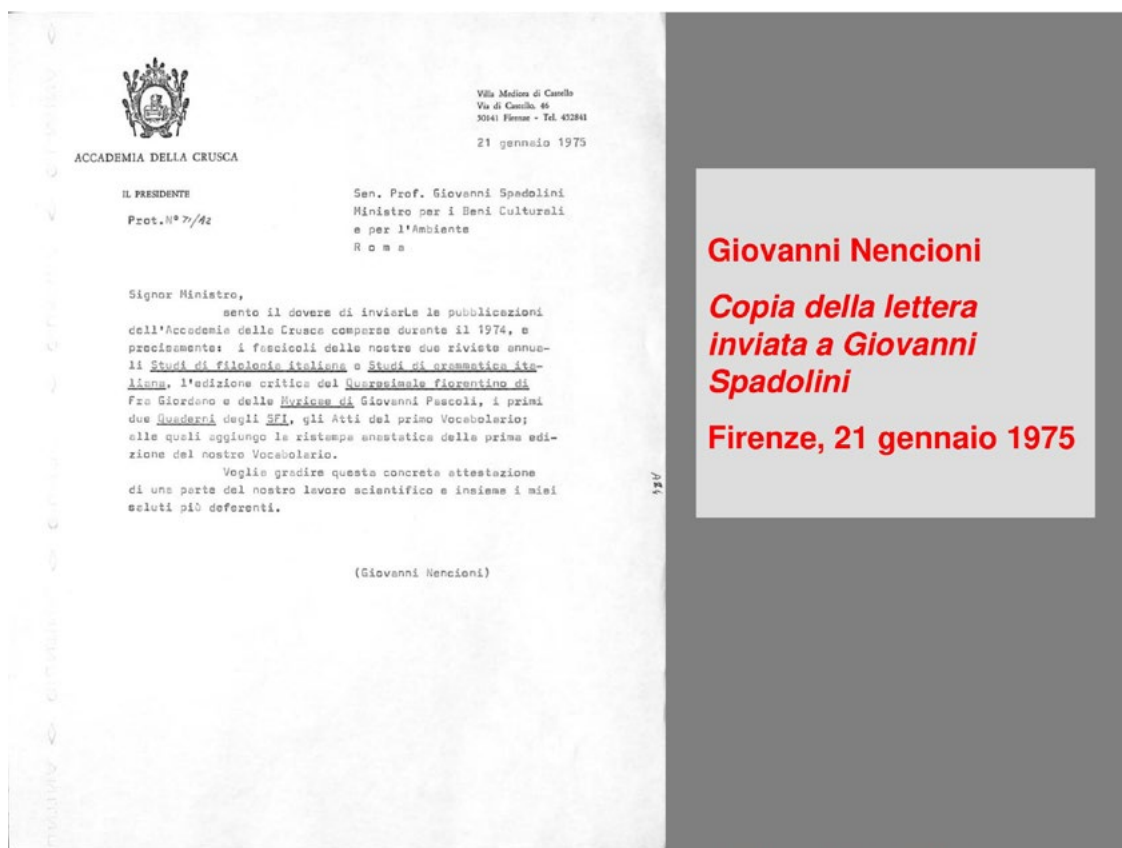 ACCADEMIA DELLA CRUSCA
Villa Medicea di Castello
Via di Castello, 46
50141 Firenze - Tel. 452841
21 gennaio 1975
IL PRESIDENTE
Prot.N° 71/A2
Sen. Prof. Giovanni Spadolini
Ministro per i Beni Culturali
e per l'Ambiente
R o m a
Signor Ministro,
sento il dovere di inviarLe le pubblicazioni
dell'Accademia della Crusca comparse durante il 1974, e
precisamente: i fascicoli delle nostre due riviste annua-
li Studi di filologia italiana e Studi di grammatica ita-
liana, l'edizione critica del Quaresimale fiorentino di
Fra Giordano e delle Myricae di Giovanni Pascoli, i primi
due Quaderni degli SFI, gli Atti del primo Vocabolario;
alle quali aggiungo la ristampa anastatica della prima edi-
zione del nostro Vocabolario.
Voglia gradire questa concreta attestazione
di una parte del nostro lavoro scientifico e insieme i miei
saluti più deferenti.
(Giovanni Nencioni)
Giovanni Nencioni
Copia della lettera
inviata a Giovanni
Spadolini
Firenze, 21 gennaio 1975